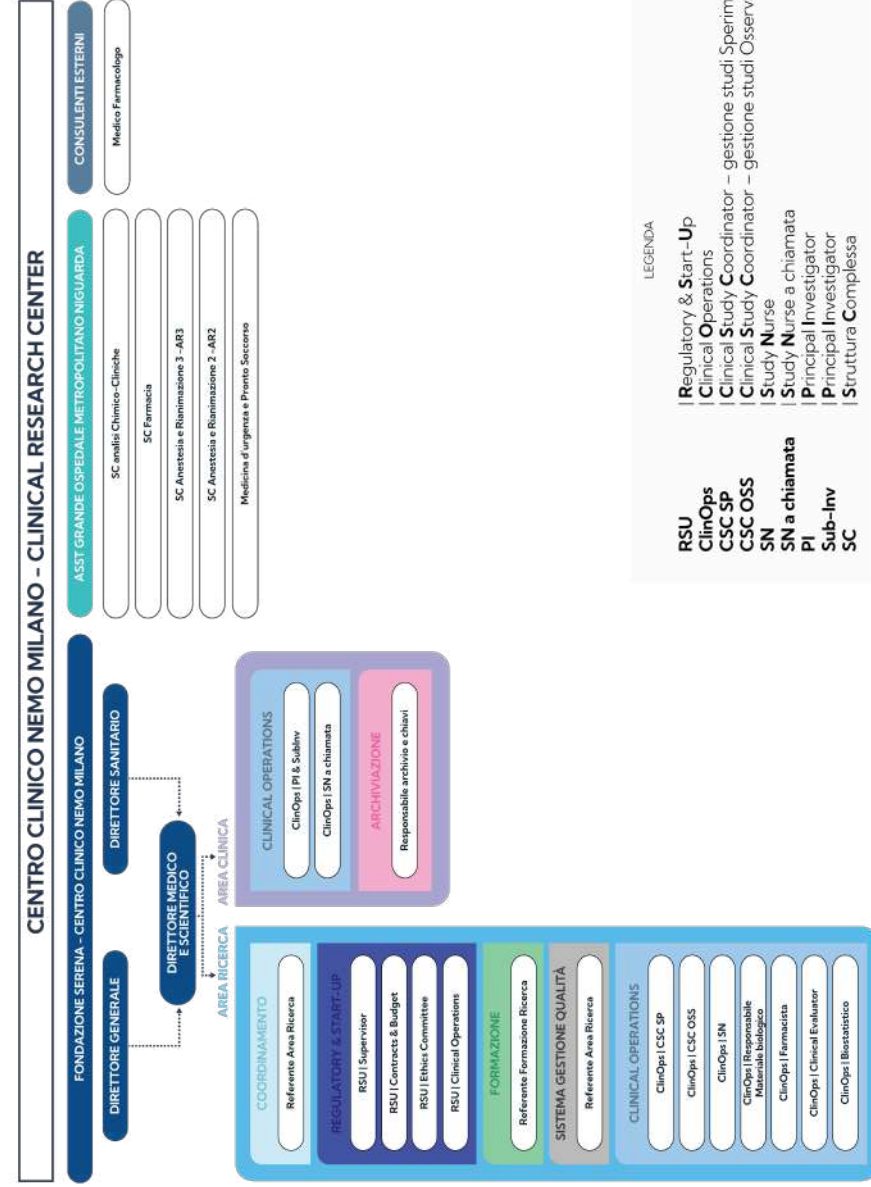 CENTRO CLINICO NEMO MILANO - CLINICAL RESEARCH CENTER
FONDAZIONE SERENA - CENTRO CLINICO NEMO MILANO
DIRETTORE GENERALE
DIRETTORE SANITARIO
DIRETTORE MEDICO
E SCIENTIFICO
AREA RICERCA
COORDINAMENTO
Referente Area Ricerca
REGULATORY & START-UP
RSU | Supervisor
RSU | Contracts & Budget
RSU | Ethics Committee
RSU | Clinical Operations
FORMAZIONE
Referente Formazione Ricerca
SISTEMA GESTIONE QUALITÀ
Referente Area Ricerca
CLINICAL OPERATIONS
ClinOps | CSC SP
ClinOps | CSC OSS
ClinOps | SN
ClinOps | Responsabile
Materiale biologico
ClinOps | Farmacista
ClinOps | Clinical Evaluator
ClinOps | Biostatistico
AREA CLINICA
CLINICAL OPERATIONS
ClinOps | PI & SubInv
ClinOps | SN a chiamata
ARCHIVIAZIONE
Responsabile archivio e chiavi
ASST GRANDE OSPEDALE METROPOLITANO NIGUARDA
SC analisi Chimico-Cliniche
SC Farmacia
SC Anestesia e Rianimazione 3 -AR3
SC Anestesia e Rianimazione 2 -AR2
Medicina d'urgenza e Pronto Soccorso
CONSULENTI ESTERNI
Medico Farmacologo
LEGENDA
RSU | Regulatory & Start-Up
ClinOps | Clinical Operations
CSC SP | Clinical Study Coordinator – gestione studi Sperim
CSC OSS | Clinical Study Coordinator – gestione studi Osserv
SN | Study Nurse
SN a chiamata | Study Nurse a chiamata
PI | Principal Investigator
Sub-Inv | Principal Investigator
SC | Struttura Complessa